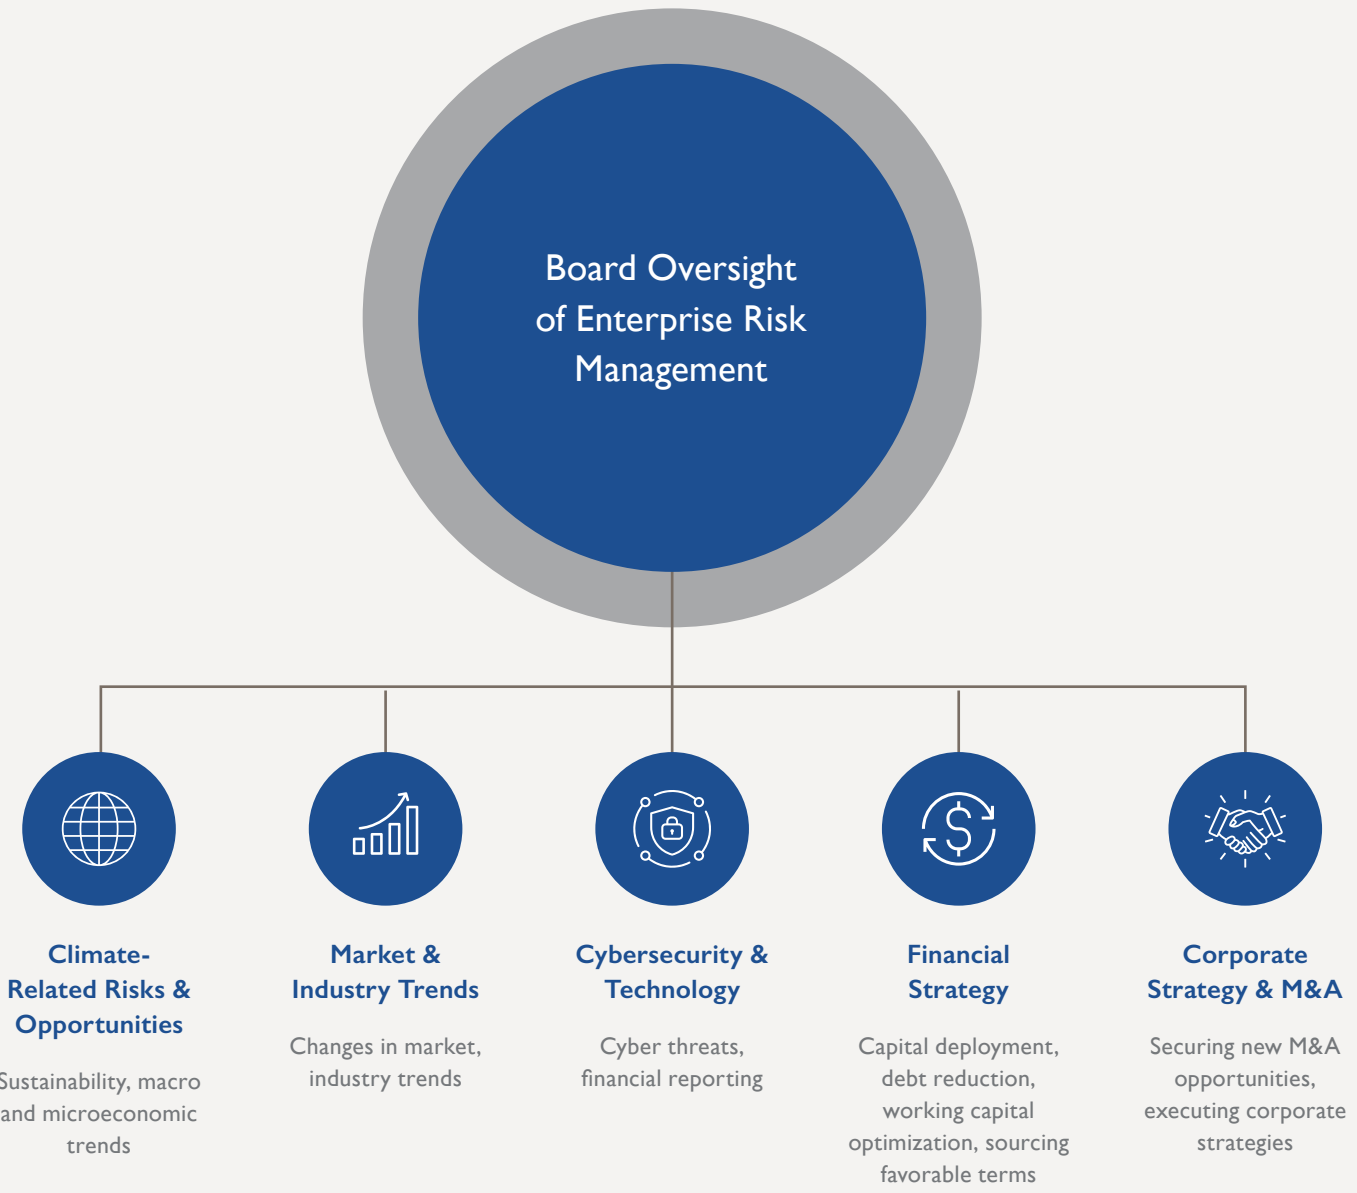 Board Oversight
of Enterprise Risk
Management
Climate-
Related Risks &
Opportunities
Sustainability, macro
and microeconomic
trends
Market &
Industry Trends
Changes in market,
industry trends
Cybersecurity &
Technology
Cyber threats,
financial reporting
Financial
Strategy
Capital deployment,
debt reduction,
working capital
optimization, sourcing
favorable terms
Corporate
Strategy & M&A
Securing new M&A
opportunities,
executing corporate
strategies